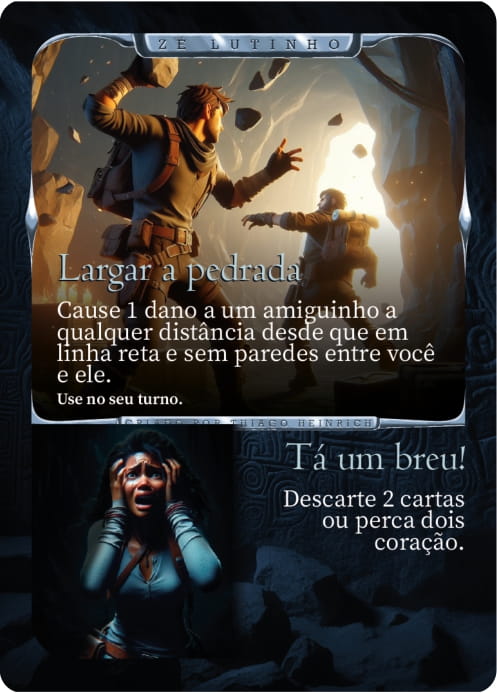 ZÉ LUTINHO
Largar a pedrada
Cause 1 dano a um amiguinho a
qualquer distância desde que em
linha reta e sem paredes entre você
e ele.
Use no seu turno.
CRIADO POR THIAGO HEINRICH
Tá um breu!
Descarte 2 cartas
ou perca dois
coração.